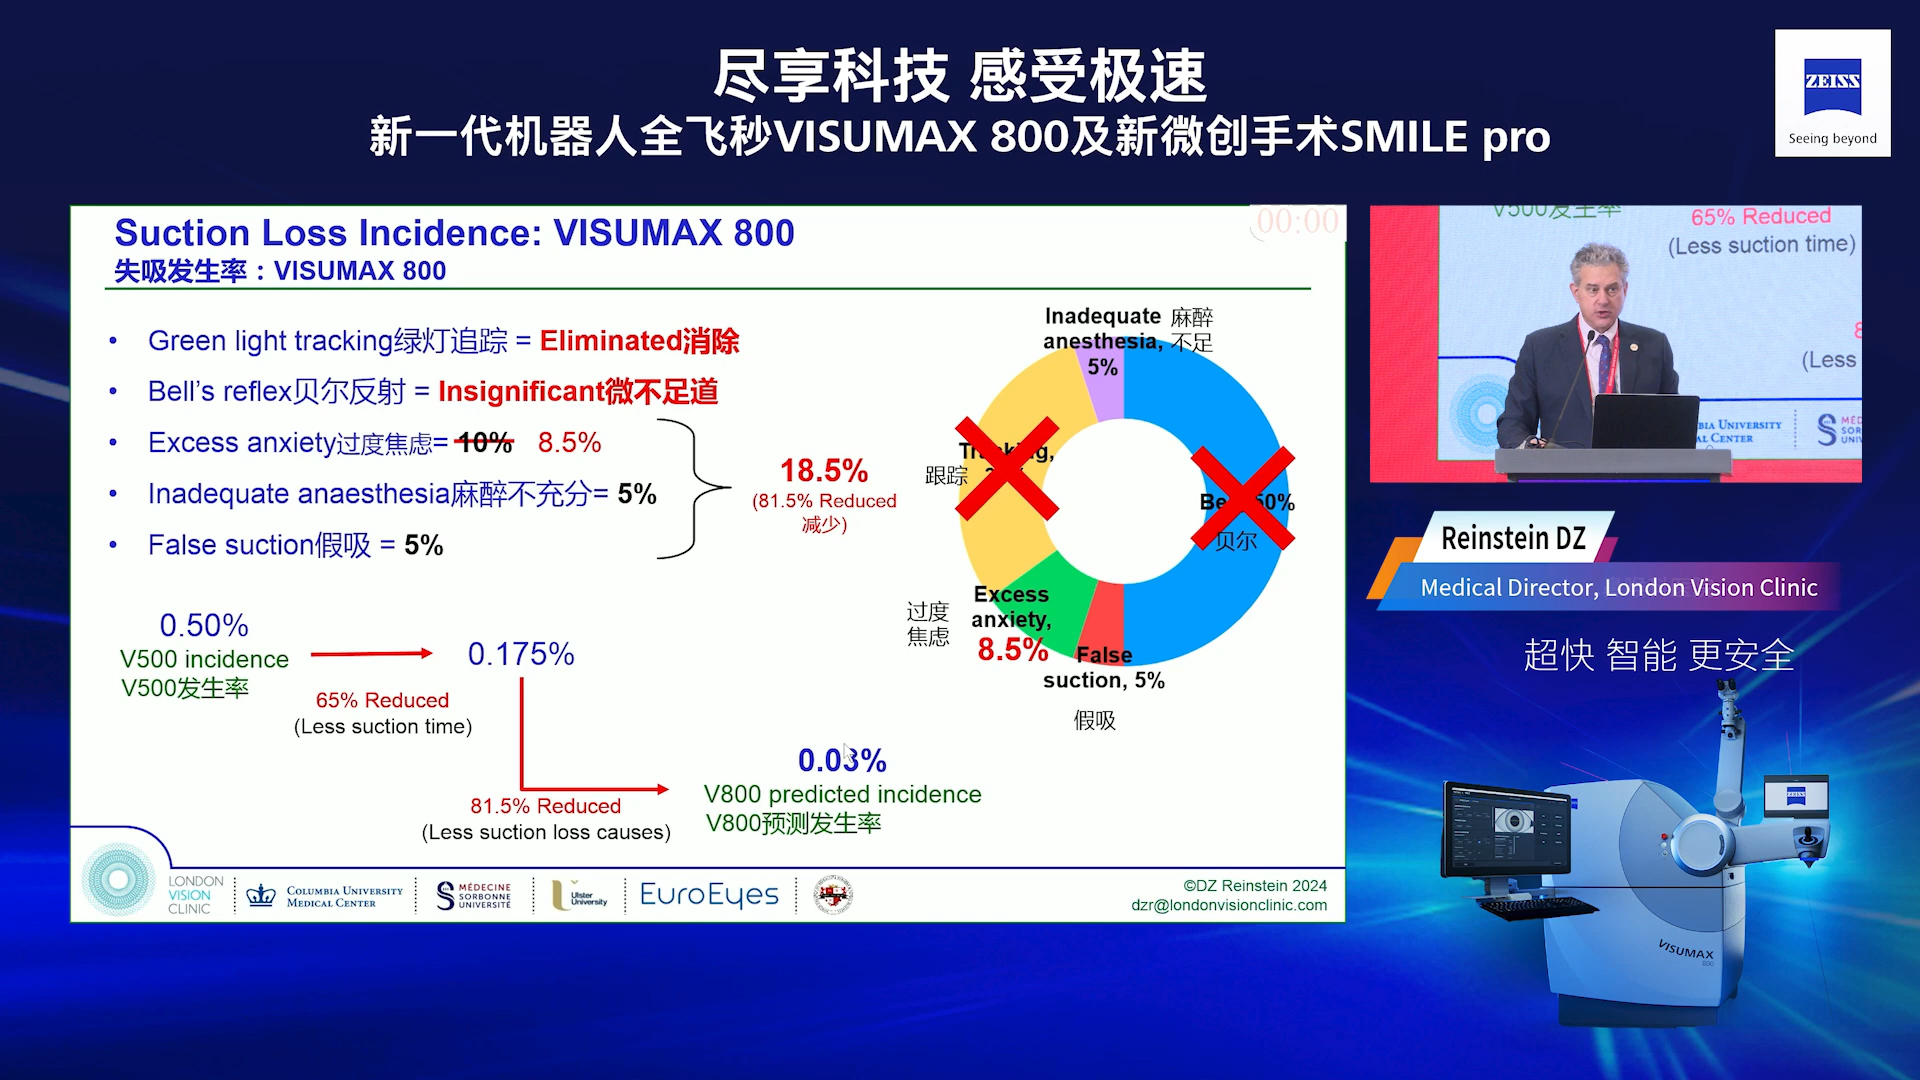 尽享科技 感受极速
新一代机器人全飞秒VISUMAX 800及新微创手术SMILE pro
ZEISS
Seeing beyond
Suction Loss Incidence: VISUMAX 800
失吸发生率：VISUMAX 800
00:00
• Green light tracking绿灯追踪 = Eliminated消除
• Bell's reflex贝尔反射 = Insignificant微不足道
• Excess anxiety过度焦虑= 10% 8.5%
• Inadequate anaesthesia麻醉不充分= 5%
• False suction假吸 = 5%
18.5%
(81.5% Reduced
减少)
Inadequate 麻醉
anesthesia, 不足
5%
跟踪
50%
贝尔
过度
焦虑
Excess
anxiety,
8.5%
False
suction, 5%
假吸
0.50%
V500 incidence
V500发生率
65% Reduced
(Less suction time)
0.175%
81.5% Reduced
(Less suction loss causes)
0.03%
V800 predicted incidence
V800预测发生率
LONDON
VISION
CLINIC
COLUMBIA UNIVERSITY
MEDICAL CENTER
MÉDECINE
SORBONNE
UNIVERSITÉ
Ulster
University
EuroEyes
©DZ Reinstein 2024
dzr@londonvisionclinic.com
V500发生率
65% Reduced
(Less suction time)
(Less
BIA UNIVERSITY
AL CENTER
Reinstein DZ
Medical Director, London Vision Clinic
超快 智能 更安全
ZEISS
VISUMAX
800